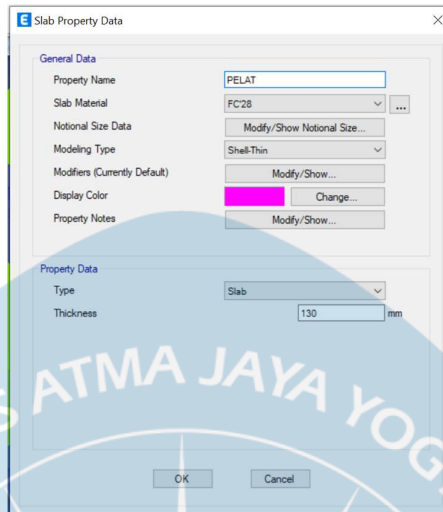 Slab Property Data
General Data
Property Name PELAT
Slab Material FC'28 ...
Notional Size Data Modify/Show Notional Size...
Modeling Type Shell-Thin
Modifiers (Currently Default) Modify/Show...
Display Color Change...
Property Notes Modify/Show...
Property Data
Type Slab
Thickness 130 mm
S ATMA JAYA YOG
OK Cancel